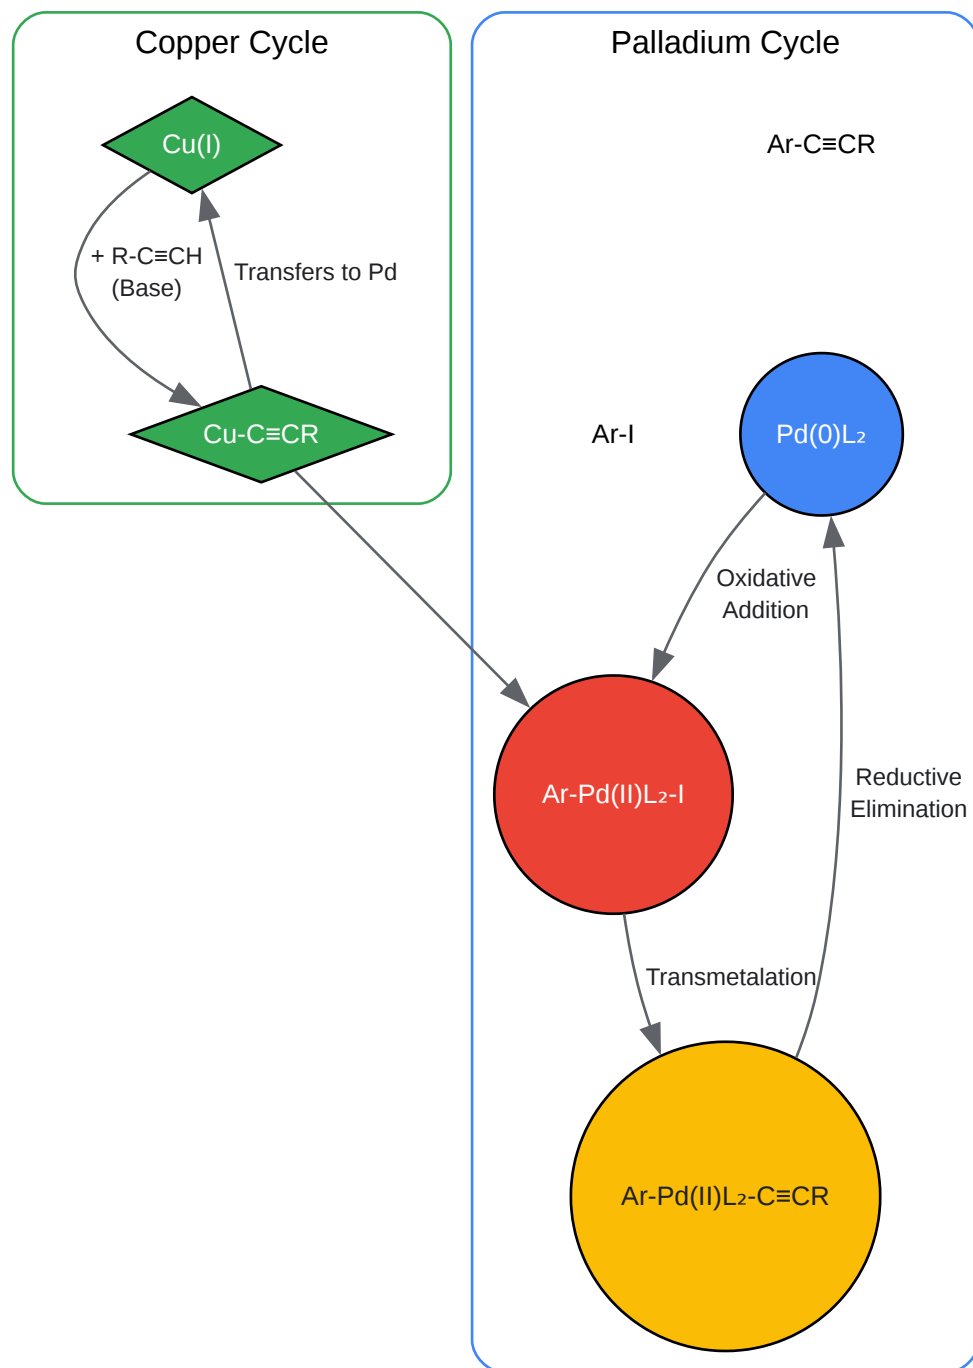 Copper Cycle
Cu(I)
+ R-C≡CH
(Base)
Transfers to Pd
Cu-C≡CR
Palladium Cycle
Ar-C≡CR
Ar-I
Pd(0)L₂
Oxidative
Addition
Ar-Pd(II)L₂-I
Reductive
Elimination
Transmetalation
Ar-Pd(II)L₂-C≡CR